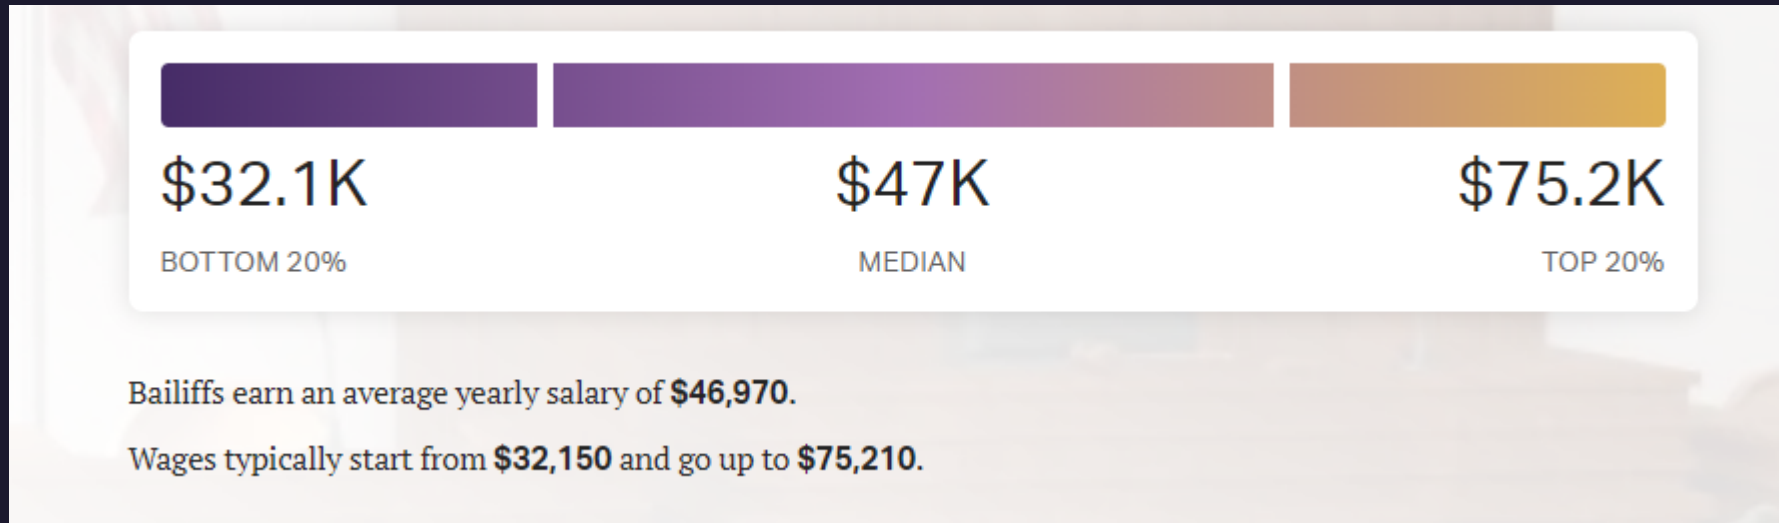 $32.1K $47K $75.2K
BOTTOM 20% MEDIAN TOP 20%
Bailiffs earn an average yearly salary of $46,970.
Wages typically start from $32,150 and go up to $75,210.